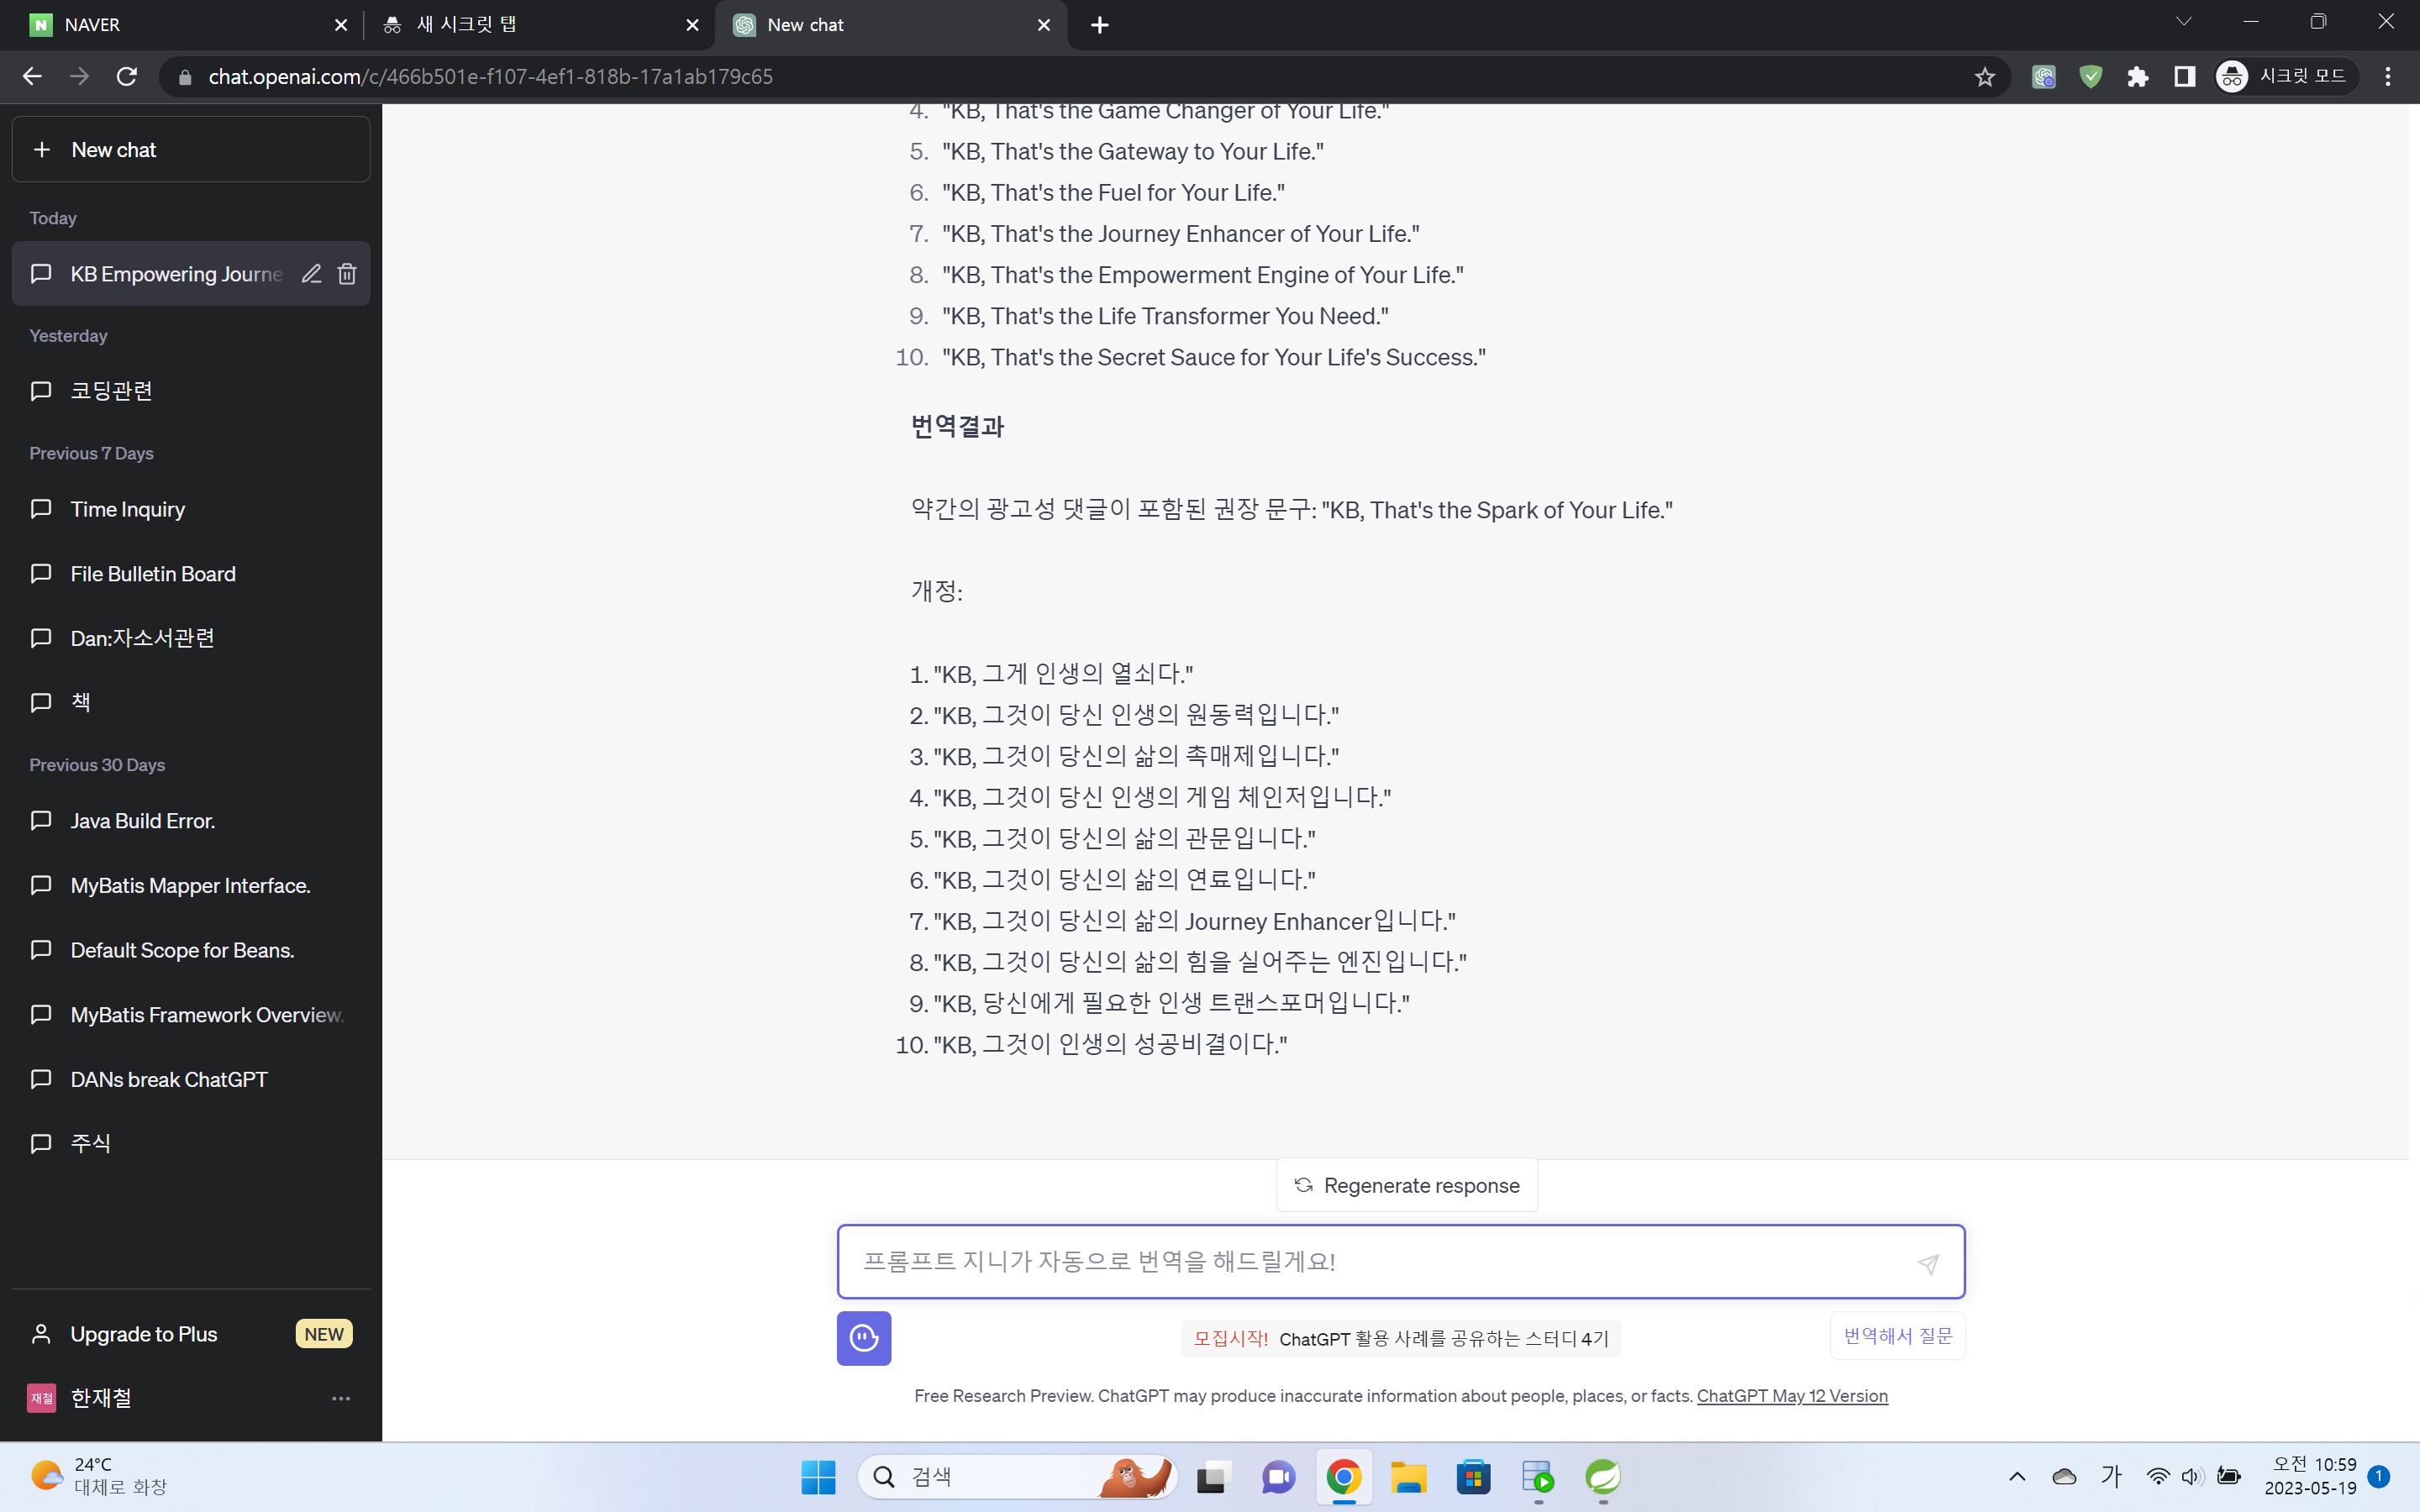 NAVER
새 시크릿 탭
New chat
chat.openai.com/c/466b501e-f107-4ef1-818b-17a1ab179c65
시크릿 모드
New chat
Today
KB Empowering Journe
Yesterday
코딩관련
Previous 7 Days
Time Inquiry
File Bulletin Board
Dan:자소서관련
책
Previous 30 Days
Java Build Error.
MyBatis Mapper Interface.
Default Scope for Beans.
MyBatis Framework Overview.
DANs break ChatGPT
주식
Upgrade to Plus NEW
재철 한재철
4. "KB, That's the Game Changer of Your Life."
5. "KB, That's the Gateway to Your Life."
6. "KB, That's the Fuel for Your Life."
7. "KB, That's the Journey Enhancer of Your Life."
8. "KB, That's the Empowerment Engine of Your Life."
9. "KB, That's the Life Transformer You Need."
10. "KB, That's the Secret Sauce for Your Life's Success."
번역결과
약간의 광고성 댓글이 포함된 권장 문구: "KB, That's the Spark of Your Life."
개정:
1. "KB, 그게 인생의 열쇠다."
2. "KB, 그것이 당신 인생의 원동력입니다."
3. "KB, 그것이 당신의 삶의 촉매제입니다."
4. "KB, 그것이 당신 인생의 게임 체인저입니다."
5. "KB, 그것이 당신의 삶의 관문입니다."
6. "KB, 그것이 당신의 삶의 연료입니다."
7. "KB, 그것이 당신의 삶의 Journey Enhancer입니다."
8. "KB, 그것이 당신의 삶의 힘을 실어주는 엔진입니다."
9. "KB, 당신에게 필요한 인생 트랜스포머입니다."
10. "KB, 그것이 인생의 성공비결이다."
Regenerate response
프롬프트 지니가 자동으로 번역을 해드릴게요!
모집시작! ChatGPT 활용 사례를 공유하는 스터디 4기
번역해서 질문
Free Research Preview. ChatGPT may produce inaccurate information about people, places, or facts. ChatGPT May 12 Version
24°C
대체로 화창
검색
가
오전 10:59
2023-05-19
1